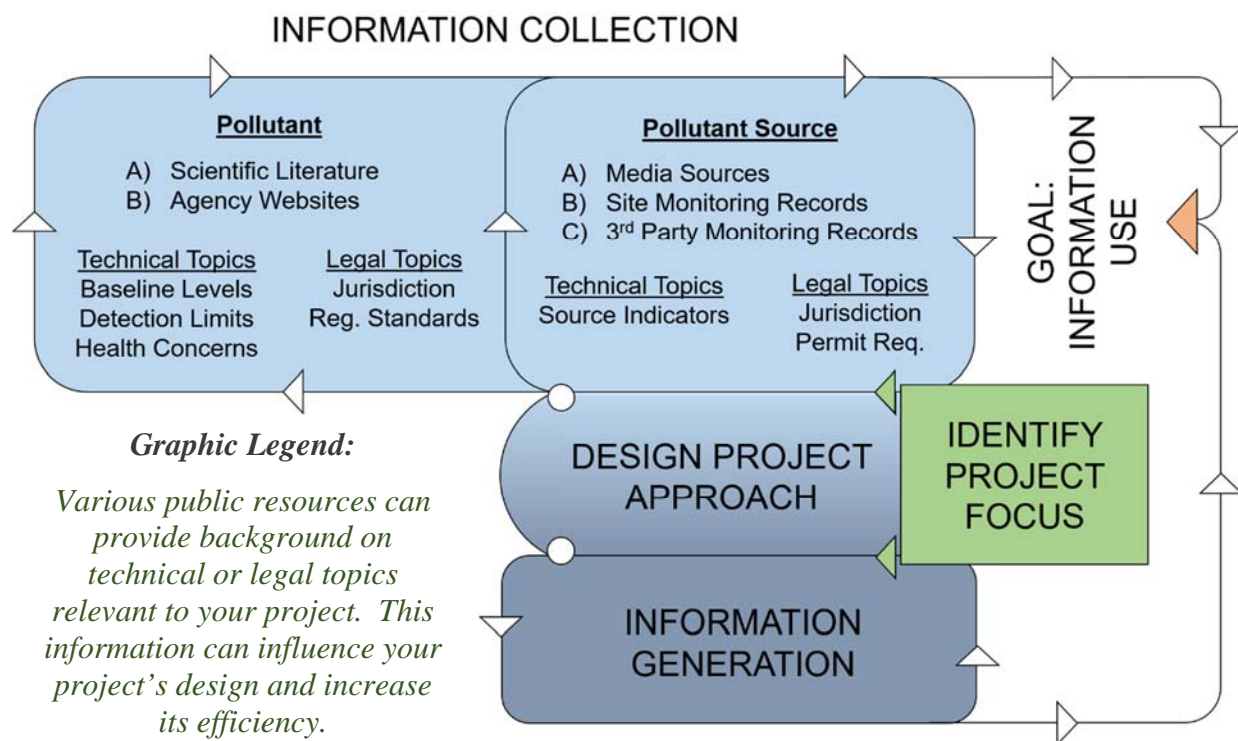 INFORMATION COLLECTION
Pollutant
A) Scientific Literature
B) Agency Websites
Technical Topics
Baseline Levels
Detection Limits
Health Concerns
Legal Topics
Jurisdiction
Reg. Standards
Pollutant Source
A) Media Sources
B) Site Monitoring Records
C) 3rd Party Monitoring Records
Technical Topics
Source Indicators
Legal Topics
Jurisdiction
Permit Req.
GOAL:
INFORMATION
USE
Graphic Legend:
Various public resources can
provide background on
technical or legal topics
relevant to your project.  This
information can influence your
project's design and increase
its efficiency.
DESIGN PROJECT
APPROACH
IDENTIFY
PROJECT
FOCUS
INFORMATION
GENERATION